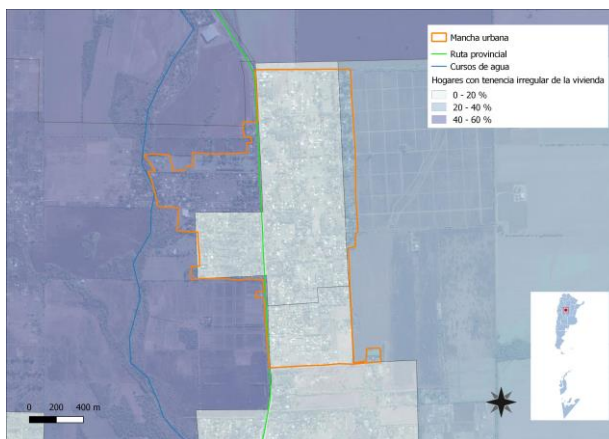 Mancha urbana
Ruta provincial
Cursos de agua
Hogares con tenencia irregular de la vivienda
0 - 20 %
20 - 40 %
40 - 60 %
0 200 400 m